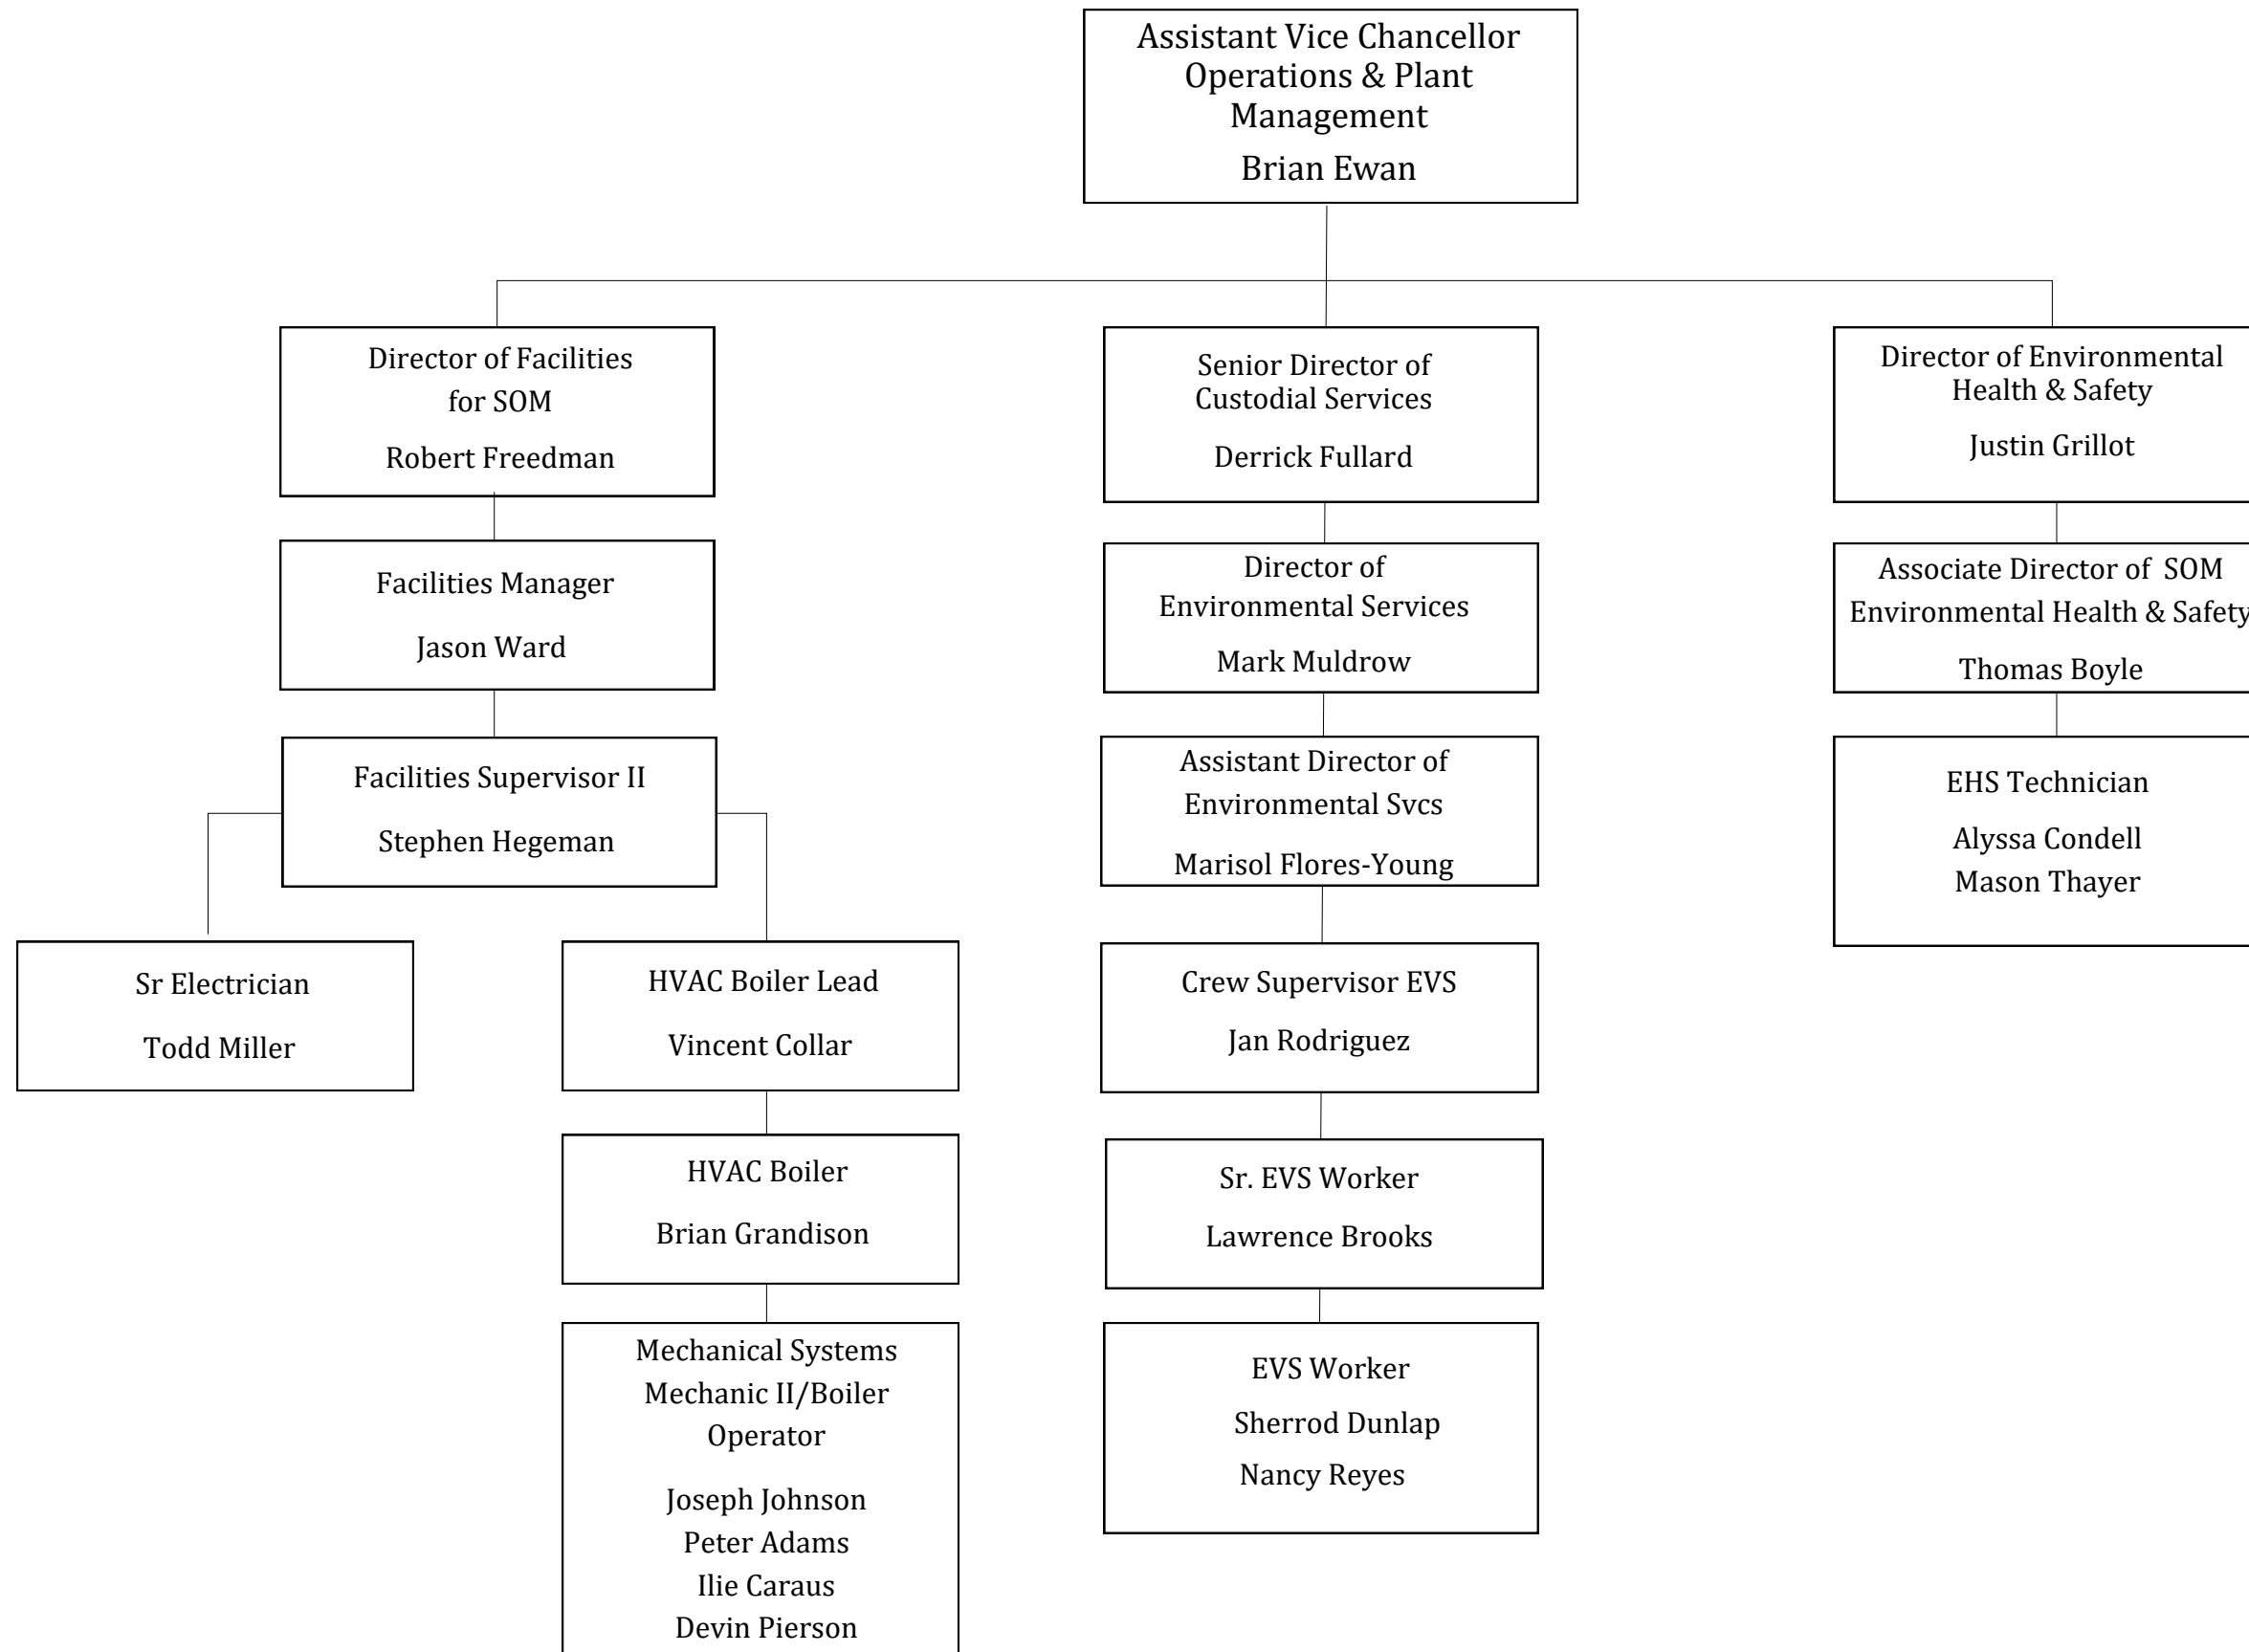 Assistant Vice Chancellor
Operations & Plant
Management
Brian Ewan
Director of Facilities
for SOM
Robert Freedman
Senior Director of
Custodial Services
Derrick Fullard
Director of Environmental
Health & Safety
Justin Grillot
Facilities Manager
Jason Ward
Director of
Environmental Services
Mark Muldrow
Associate Director of SOM
Environmental Health & Safety
Thomas Boyle
Facilities Supervisor II
Stephen Hegeman
Assistant Director of
Environmental Svcs
Marisol Flores-Young
EHS Technician
Alyssa Condell
Mason Thayer
Sr Electrician
Todd Miller
HVAC Boiler Lead
Vincent Collar
Crew Supervisor EVS
Jan Rodriguez
HVAC Boiler
Brian Grandison
Sr. EVS Worker
Lawrence Brooks
Mechanical Systems
Mechanic II/Boiler
Operator
Joseph Johnson
Peter Adams
Ilie Caraus
Devin Pierson
EVS Worker
Sherrod Dunlap
Nancy Reyes